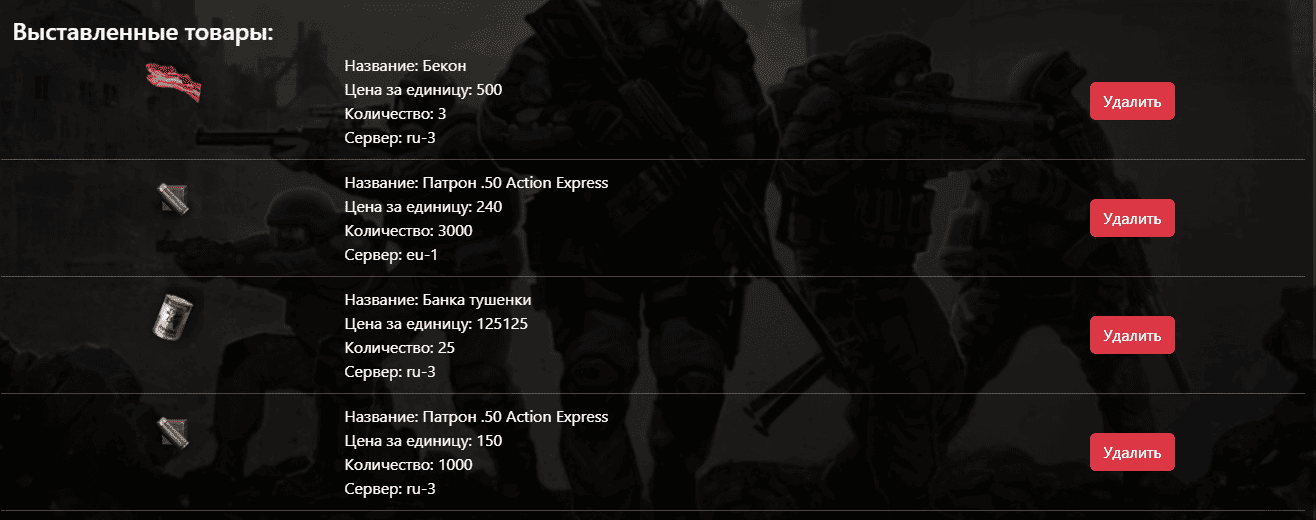 Выставленные товары:
Название: Бекон
Цена за единицу: 500
Количество: 3
Сервер: ru-3
Удалить
Название: Патрон .50 Action Express
Цена за единицу: 240
Количество: 3000
Сервер: eu-1
Удалить
Название: Банка тушенки
Цена за единицу: 125125
Количество: 25
Сервер: ru-3
Удалить
Название: Патрон .50 Action Express
Цена за единицу: 150
Количество: 1000
Сервер: ru-3
Удалить